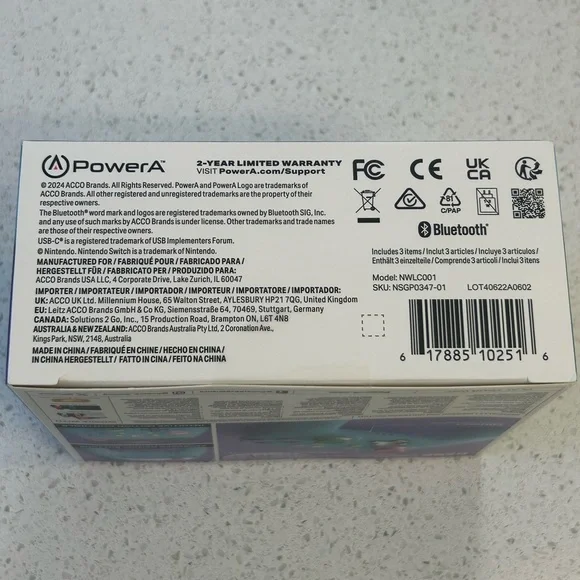 PowerA
2-YEAR LIMITED WARRANTY
VISIT PowerA.com/Support
FC CE UK CA
© 2024 ACCO Brands. All Rights Reserved. PowerA and PowerA Logo are trademarks of
ACCO Brands. All other registered and unregistered trademarks are the property of their
respective owners.
The Bluetooth® word mark and logos are registered trademarks owned by Bluetooth SIG, Inc.
and any use of such marks by ACCO Brands is under license. Other trademarks and trade names
are those of their respective owners.
USB-C® is a registered trademark of USB Implementers Forum.
© Nintendo. Nintendo Switch is a trademark of Nintendo.
MANUFACTURED FOR / FABRIQUÉ POUR / FABRICADO PARA /
HERGESTELLT FÜR / FABBRICATO PER / PRODUZIDO PARA:
ACCO Brands USA LLC, 4 Corporate Drive, Lake Zurich, IL 60047
IMPORTER / IMPORTATEUR / IMPORTADOR / IMPORTEUR / IMPORTATORE / IMPORTADOR:
UK: ACCO UK Ltd. Millennium House, 65 Walton Street, AYLESBURY HP21 7QG, United Kingdom
EU: Leitz ACCO Brands GmbH & Co KG, Siemensstraße 64, 70469, Stuttgart, Germany
CANADA: Solutions 2 Go, Inc., 15 Production Road, Brampton ON, L6T 4N8
AUSTRALIA & NEW ZEALAND: ACCO Brands Australia Pty Ltd, 2 Coronation Ave.,
Kings Park, NSW, 2148, Australia
MADE IN CHINA / FABRIQUÉ EN CHINE / HECHO EN CHINA /
IN CHINA HERGESTELLT / FATTO IN CINA / FEITO NA CHINA
81
C/PAP
Bluetooth®
Includes 3 items / Inclut 3 articles / Incluye 3 artículos /
Enthält 3 einzelteile / Comprende 3 articoli / Inclui 3 itens
Model: NWLC001
SKU: NSGP0347-01
LOT40622A0602
6 17885 10251 6